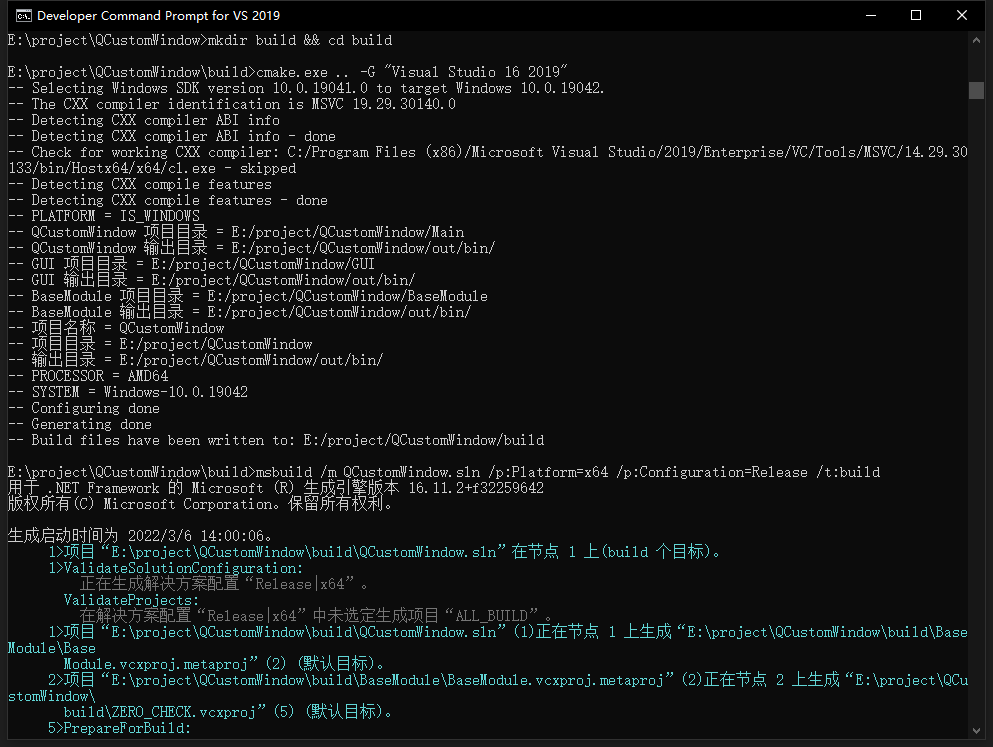 Developer Command Prompt for VS 2019
E:\project\QCustomWindow>mkdir build && cd build
E:\project\QCustomWindow\build>cmake.exe .. -G "Visual Studio 16 2019"
-- Selecting Windows SDK version 10.0.19041.0 to target Windows 10.0.19042.
-- The CXX compiler identification is MSVC 19.29.30140.0
-- Detecting CXX compiler ABI info
-- Detecting CXX compiler ABI info - done
-- Check for working CXX compiler: C:/Program Files (x86)/Microsoft Visual Studio/2019/Enterprise/VC/Tools/MSVC/14.29.30
133/bin/Hostx64/x64/cl.exe - skipped
-- Detecting CXX compile features
-- Detecting CXX compile features - done
-- PLATFORM = IS_WINDOWS
-- QCustomWindow 项目目录 = E:/project/QCustomWindow/Main
-- QCustomWindow 输出目录 = E:/project/QCustomWindow/out/bin/
-- GUI 项目目录 = E:/project/QCustomWindow/GUI
-- GUI 输出目录 = E:/project/QCustomWindow/out/bin/
-- BaseModule 项目目录 = E:/project/QCustomWindow/BaseModule
-- BaseModule 输出目录 = E:/project/QCustomWindow/out/bin/
-- 项目名称 = QCustomWindow
-- 项目目录 = E:/project/QCustomWindow
-- 输出目录 = E:/project/QCustomWindow/out/bin/
-- PROCESSOR = AMD64
-- SYSTEM = Windows-10.0.19042
-- Configuring done
-- Generating done
-- Build files have been written to: E:/project/QCustomWindow/build
E:\project\QCustomWindow\build>msbuild /m QCustomWindow.sln /p:Platform=x64 /p:Configuration=Release /t:build
用于 .NET Framework 的 Microsoft (R) 生成引擎版本 16.11.2+f32259642
版权所有(C) Microsoft Corporation。保留所有权利。
生成启动时间为 2022/3/6 14:00:06。
1>项目“E:\project\QCustomWindow\build\QCustomWindow.sln”在节点 1 上(build 个目标)。
1>ValidateSolutionConfiguration:
正在生成解决方案配置“Release|x64”。
ValidateProjects:
在解决方案配置“Release|x64”中未选定生成项目“ALL_BUILD”。
1>项目“E:\project\QCustomWindow\build\QCustomWindow.sln”(1)正在节点 1 上生成“E:\project\QCustomWindow\build\Base
Module\Base
Module.vcxproj.metaproj”(2) (默认目标)。
2>项目“E:\project\QCustomWindow\build\BaseModule\BaseModule.vcxproj.metaproj”(2)正在节点 2 上生成“E:\project\QCu
stomWindow\
build\ZERO_CHECK.vcxproj”(5) (默认目标)。
5>PrepareForBuild: